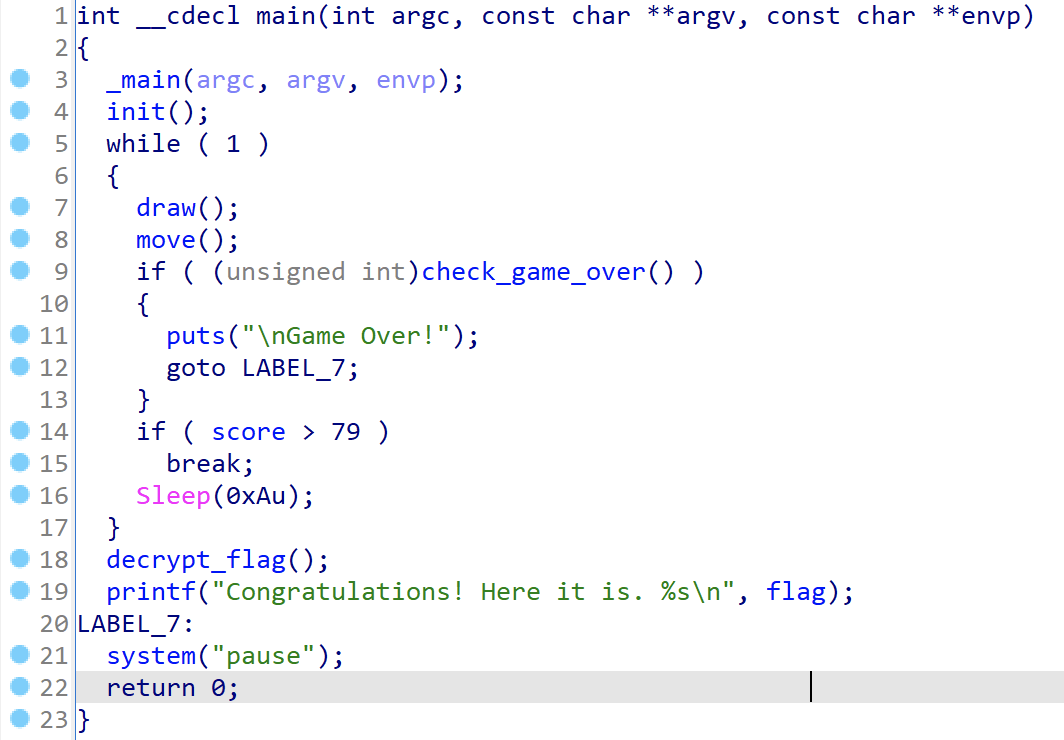 1 int __cdecl main(int argc, const char **argv, const char **envp)
2 {
3   _main(argc, argv, envp);
4   init();
5   while ( 1 )
6   {
7     draw();
8     move();
9     if ( (unsigned int)check_game_over() )
10     {
11       puts("\nGame Over!");
12       goto LABEL_7;
13     }
14     if ( score > 79 )
15       break;
16     Sleep(0xAu);
17   }
18   decrypt_flag();
19   printf("Congratulations! Here it is. %s\n", flag);
20 LABEL_7:
21   system("pause");
22   return 0;
23 }